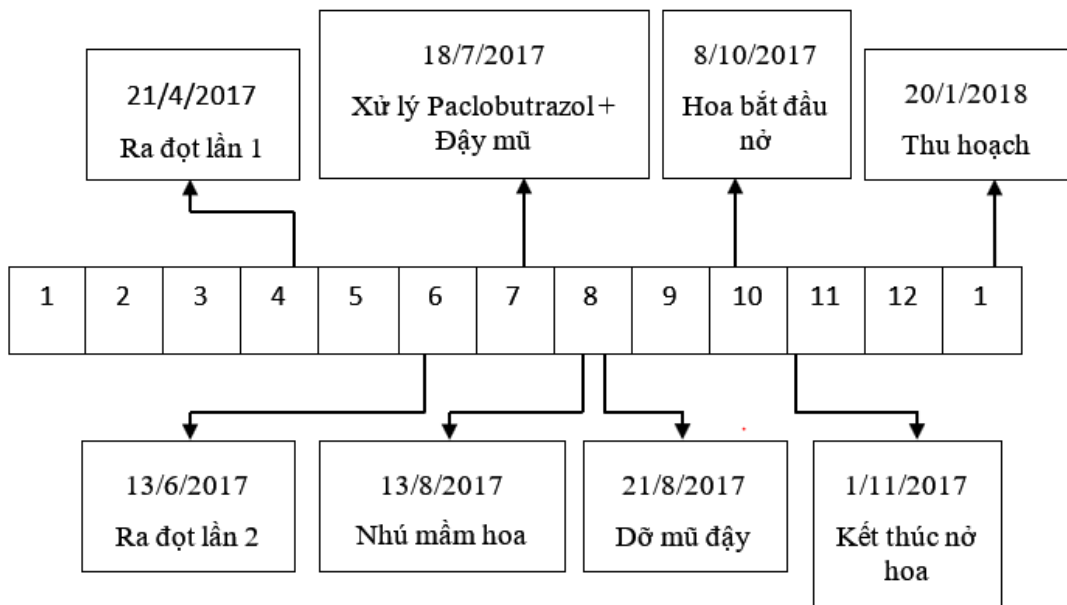 21/4/2017
Ra đọt lần 1
18/7/2017
Xử lý Paclobutrazol +
Đậy mũ
8/10/2017
Hoa bắt đầu
nở
20/1/2018
Thu hoạch
1 2 3 4 5 6 7 8 9 10 11 12 1
13/6/2017
Ra đọt lần 2
13/8/2017
Nhú mầm hoa
21/8/2017
Dỡ mũ đậy
1/11/2017
Kết thúc nở
hoa